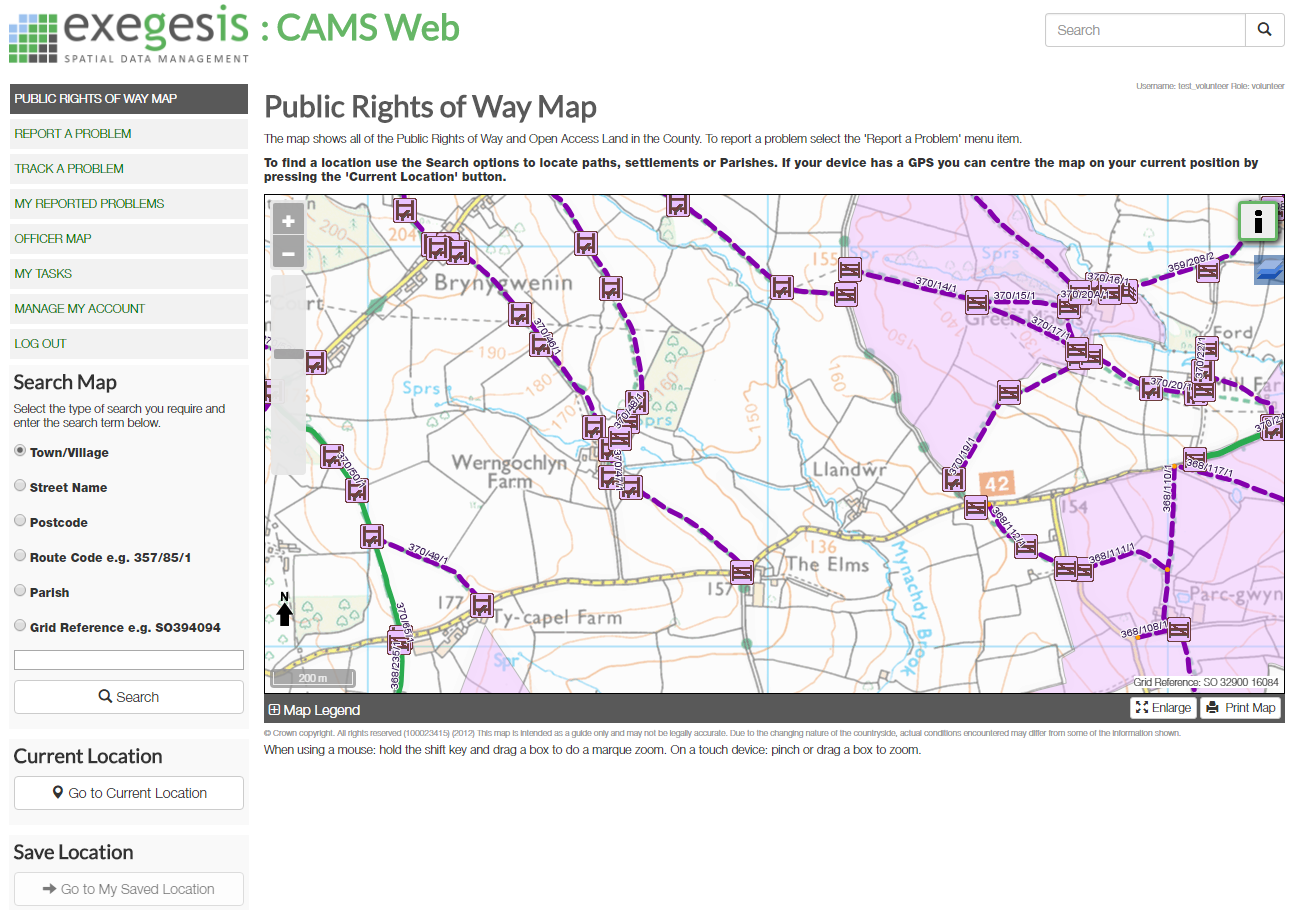 exegesis : CAMS Web
SPATIAL DATA MANAGEMENT
Search
Username: test_volunteer Role: volunteer
PUBLIC RIGHTS OF WAY MAP
REPORT A PROBLEM
TRACK A PROBLEM
MY REPORTED PROBLEMS
OFFICER MAP
MY TASKS
MANAGE MY ACCOUNT
LOG OUT
Search Map
Select the type of search you require and
enter the search term below.
Town/Village
Street Name
Postcode
Route Code e.g. 357/85/1
Parish
Grid Reference e.g. SO394094
Search
Current Location
Go to Current Location
Save Location
Go to My Saved Location
Public Rights of Way Map
The map shows all of the Public Rights of Way and Open Access Land in the County. To report a problem select the 'Report a Problem' menu item.
To find a location use the Search options to locate paths, settlements or Parishes. If your device has a GPS you can centre the map on your current position by
pressing the 'Current Location' button.
+
−
i
200
204
155
Sprs
359/208/2
370/16/1
370/14/1
370/15/1
370/20A/1
370/17/1
150
Ford
370/22/1
370/46/1
190
180
170
160
150
Sprs
Sprs
370/20/1
370/48/1
370/47/1
Werngochlyn
Farm
Llandwr
370/19/1
42
368/117/1
368/110/1
154
370/50/1
368/112/1
136
The Elms
157
368/111/1
370/49/1
Mynachdy Brook
Parc-gwyn
N
177
y-capel Farm
370/65/1
368/235/1
368/108/1
Spr
200 m
Grid Reference: SO 32900 16084
Map Legend
Enlarge
Print Map
© Crown copyright. All rights reserved (100023415) (2012) This map is intended as a guide only and may not be legally accurate. Due to the changing nature of the countryside, actual conditions encountered may differ from some of the information shown.
When using a mouse: hold the shift key and drag a box to do a marque zoom. On a touch device: pinch or drag a box to zoom.